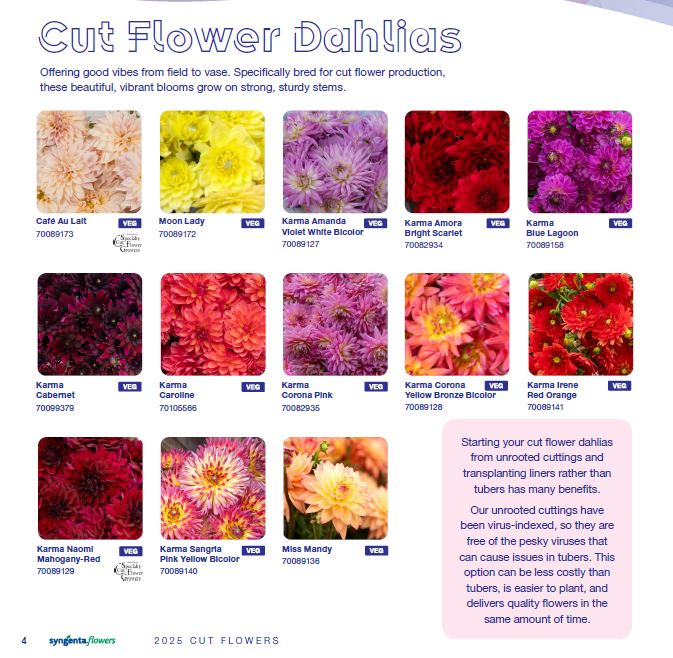 Cut Flower Dahlias
Offering good vibes from field to vase. Specifically bred for cut flower production,
these beautiful, vibrant blooms grow on strong, sturdy stems.
Café Au Lait
VEG
70089173
Specialty
Cut Flower
Growers
Moon Lady
VEG
70089172
Karma Amanda
Violet White Bicolor
VEG
70089127
Karma Amora
Bright Scarlet
VEG
70082934
Karma
Blue Lagoon
VEG
70089158
Karma
Cabernet
VEG
70099379
Karma
Caroline
VEG
70105566
Karma
Corona Pink
VEG
70082935
Karma Corona
Yellow Bronze Bicolor
VEG
70089128
Karma Irene
Red Orange
VEG
70089141
Karma Naomi
Mahogany-Red
VEG
70089129
Specialty
Cut Flower
Growers
Karma Sangria
Pink Yellow Bicolor
VEG
70089140
Miss Mandy
VEG
70089136
Starting your cut flower dahlias
from unrooted cuttings and
transplanting liners rather than
tubers has many benefits.
Our unrooted cuttings have
been virus-indexed, so they are
free of the pesky viruses that
can cause issues in tubers. This
option can be less costly than
tubers, is easier to plant, and
delivers quality flowers in the
same amount of time.
4
syngenta flowers
2025 CUT FLOWERS